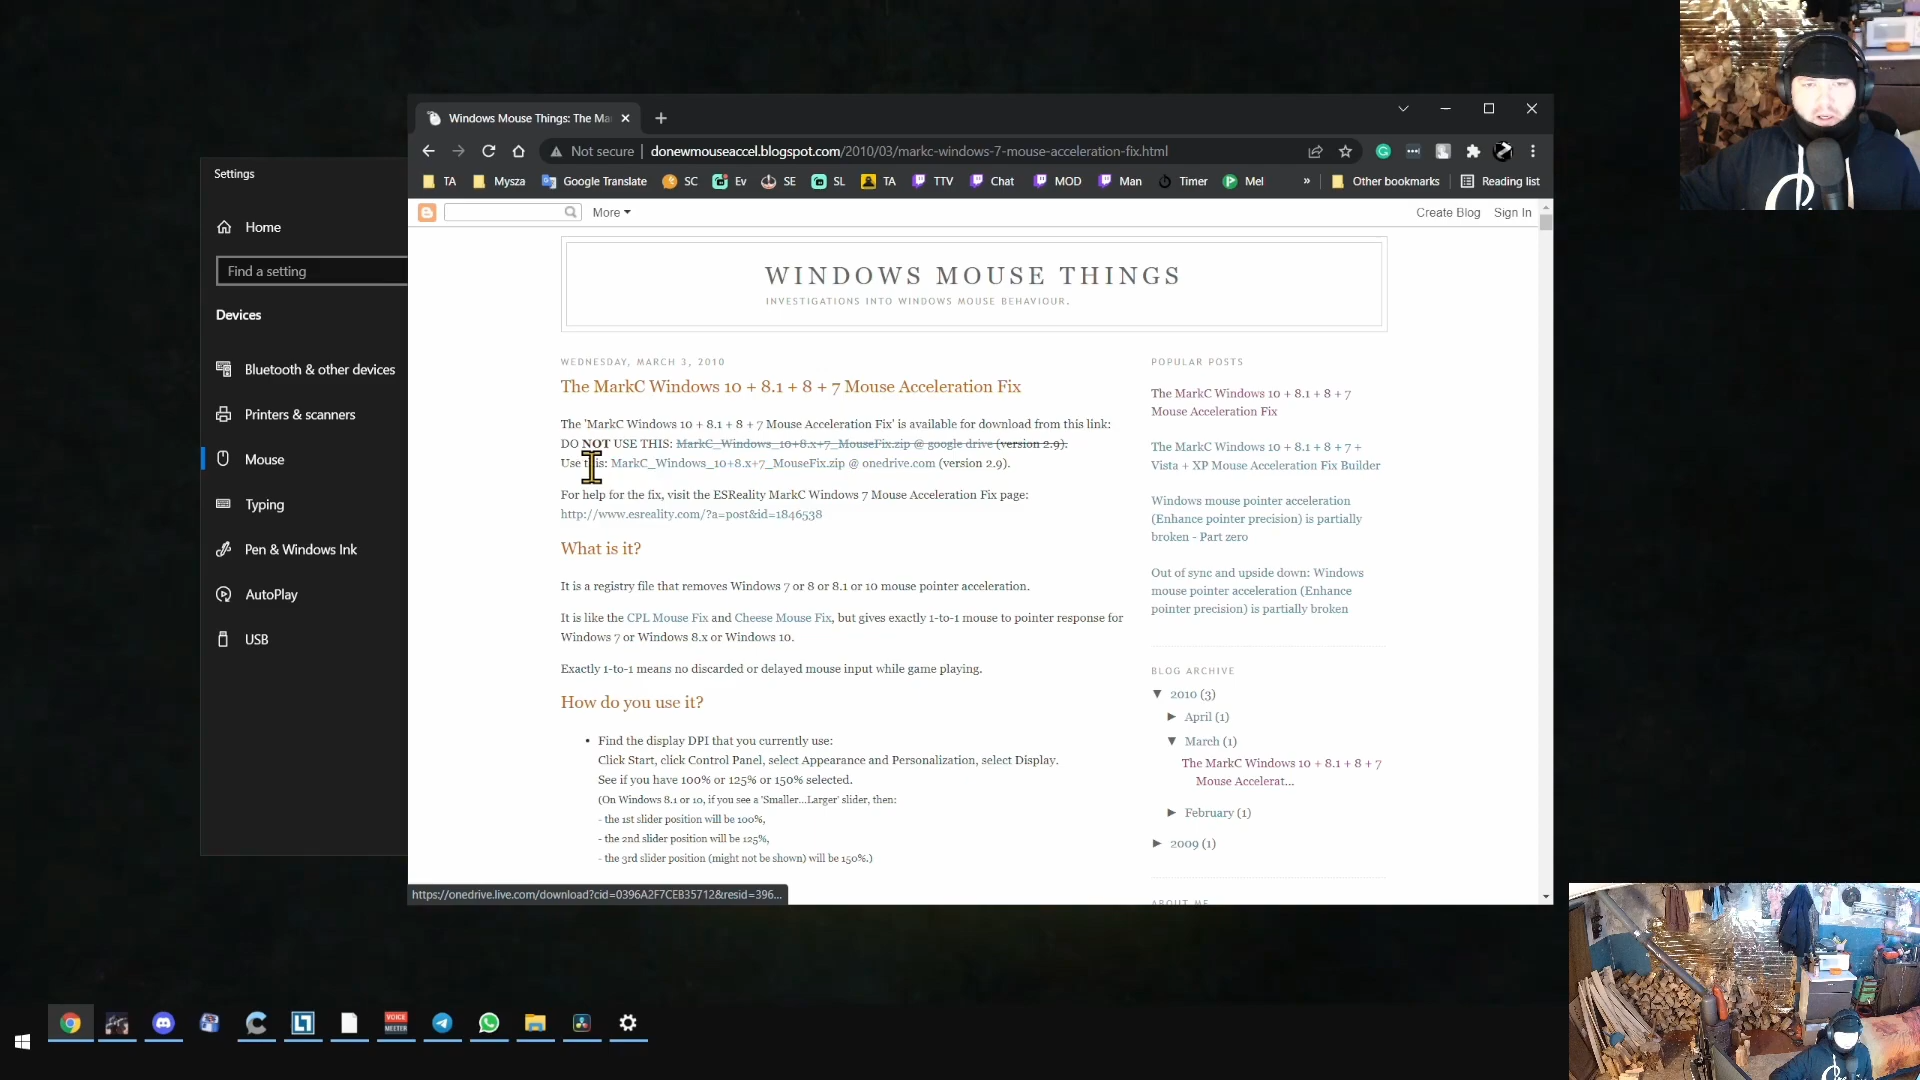 Settings
Home
Find a setting
Devices
Bluetooth & other devices
Printers & scanners
Mouse
Typing
Pen & Windows Ink
AutoPlay
USB
Windows Mouse Things: The Ma
Not secure | donewmouseaccel.blogspot.com/2010/03/markc-windows-7-mouse-acceleration-fix.html
TA Mysza Google Translate SC Ev SE SL TA TTV Chat MOD Man Timer Mel » Other bookmarks Reading list
More Create Blog Sign In
WINDOWS MOUSE THINGS
INVESTIGATIONS INTO WINDOWS MOUSE BEHAVIOUR.
WEDNESDAY, MARCH 3, 2010
The MarkC Windows 10 + 8.1 + 8 + 7 Mouse Acceleration Fix
The 'MarkC Windows 10 + 8.1 + 8 + 7 Mouse Acceleration Fix' is available for download from this link:
DO NOT USE THIS: MarkC_Windows_10+8.x+7_MouseFix.zip @ google drive (version 2.9).
Use this: MarkC_Windows_10+8.x+7_MouseFix.zip @ onedrive.com (version 2.9).
For help for the fix, visit the ESReality MarkC Windows 7 Mouse Acceleration Fix page:
http://www.esreality.com/?a=post&id=1846538
What is it?
It is a registry file that removes Windows 7 or 8 or 8.1 or 10 mouse pointer acceleration.
It is like the CPL Mouse Fix and Cheese Mouse Fix, but gives exactly 1-to-1 mouse to pointer response for
Windows 7 or Windows 8.x or Windows 10.
Exactly 1-to-1 means no discarded or delayed mouse input while game playing.
How do you use it?
• Find the display DPI that you currently use:
Click Start, click Control Panel, select Appearance and Personalization, select Display.
See if you have 100% or 125% or 150% selected.
(On Windows 8.1 or 10, if you see a 'Smaller...Larger' slider, then:
- the 1st slider position will be 100%,
- the 2nd slider position will be 125%,
- the 3rd slider position (might not be shown) will be 150%.)
POPULAR POSTS
The MarkC Windows 10 + 8.1 + 8 + 7
Mouse Acceleration Fix
The MarkC Windows 10 + 8.1 + 8 + 7 +
Vista + XP Mouse Acceleration Fix Builder
Windows mouse pointer acceleration
(Enhance pointer precision) is partially
broken - Part zero
Out of sync and upside down: Windows
mouse pointer acceleration (Enhance
pointer precision) is partially broken
BLOG ARCHIVE
▼ 2010 (3)
► April (1)
▼ March (1)
The MarkC Windows 10 + 8.1 + 8 + 7
Mouse Accelerat...
► February (1)
► 2009 (1)
ABOUT ME
https://onedrive.live.com/download?cid=0396A2F7CEB35712&resid=396...
VOICE
MEETER